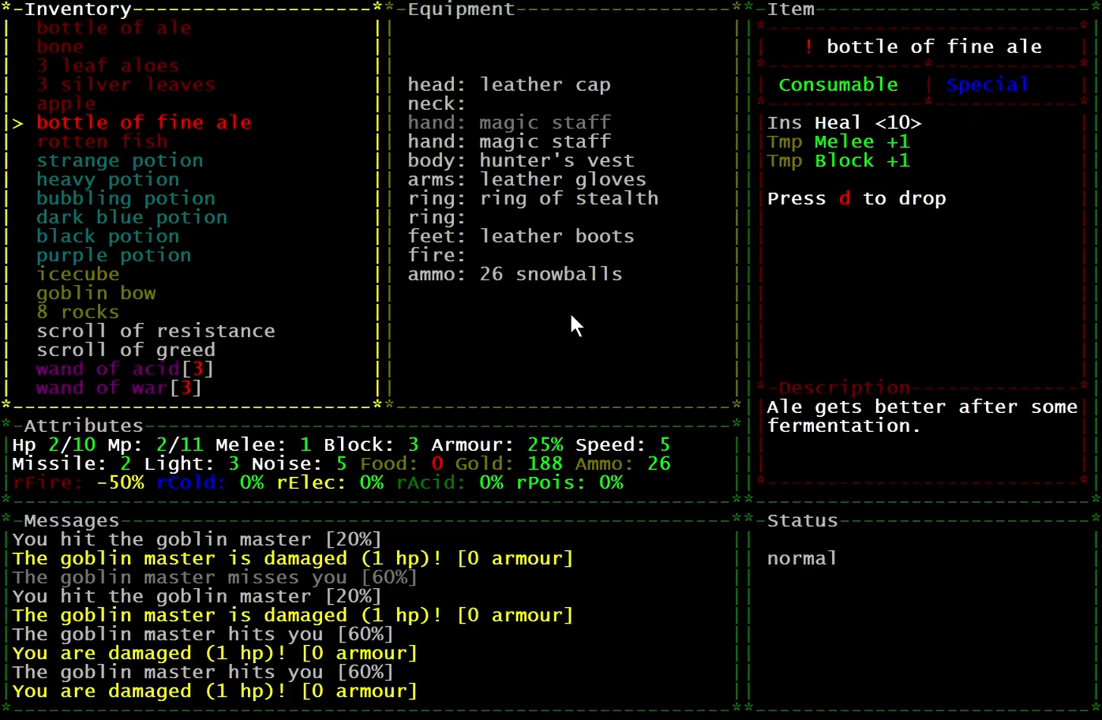 Inventory
bottle of ale
bone
3 leaf aloes
3 silver leaves
apple
> bottle of fine ale
rotten fish
strange potion
heavy potion
bubbling potion
dark blue potion
black potion
purple potion
icecube
goblin bow
8 rocks
scroll of resistance
scroll of greed
wand of acid[3]
wand of war[3]
Equipment
head: leather cap
neck:
hand: magic staff
hand: magic staff
body: hunter's vest
arms: leather gloves
ring: ring of stealth
ring:
feet: leather boots
fire:
ammo: 26 snowballs
Item
! bottle of fine ale
Consumable | Special
Ins Heal <10>
Tmp Melee +1
Tmp Block +1
Press d to drop
Description
Ale gets better after some
fermentation.
Attributes
Hp 2/10 Mp: 2/11 Melee: 1 Block: 3 Armour: 25% Speed: 5
Missile: 2 Light: 3 Noise: 5 Food: 0 Gold: 188 Ammo: 26
rFire: -50% rCold: 0% rElec: 0% rAcid: 0% rPois: 0%
Messages
You hit the goblin master [20%]
The goblin master is damaged (1 hp)! [0 armour]
The goblin master misses you [60%]
You hit the goblin master [20%]
The goblin master is damaged (1 hp)! [0 armour]
The goblin master hits you [60%]
You are damaged (1 hp)! [0 armour]
The goblin master hits you [60%]
You are damaged (1 hp)! [0 armour]
Status
normal